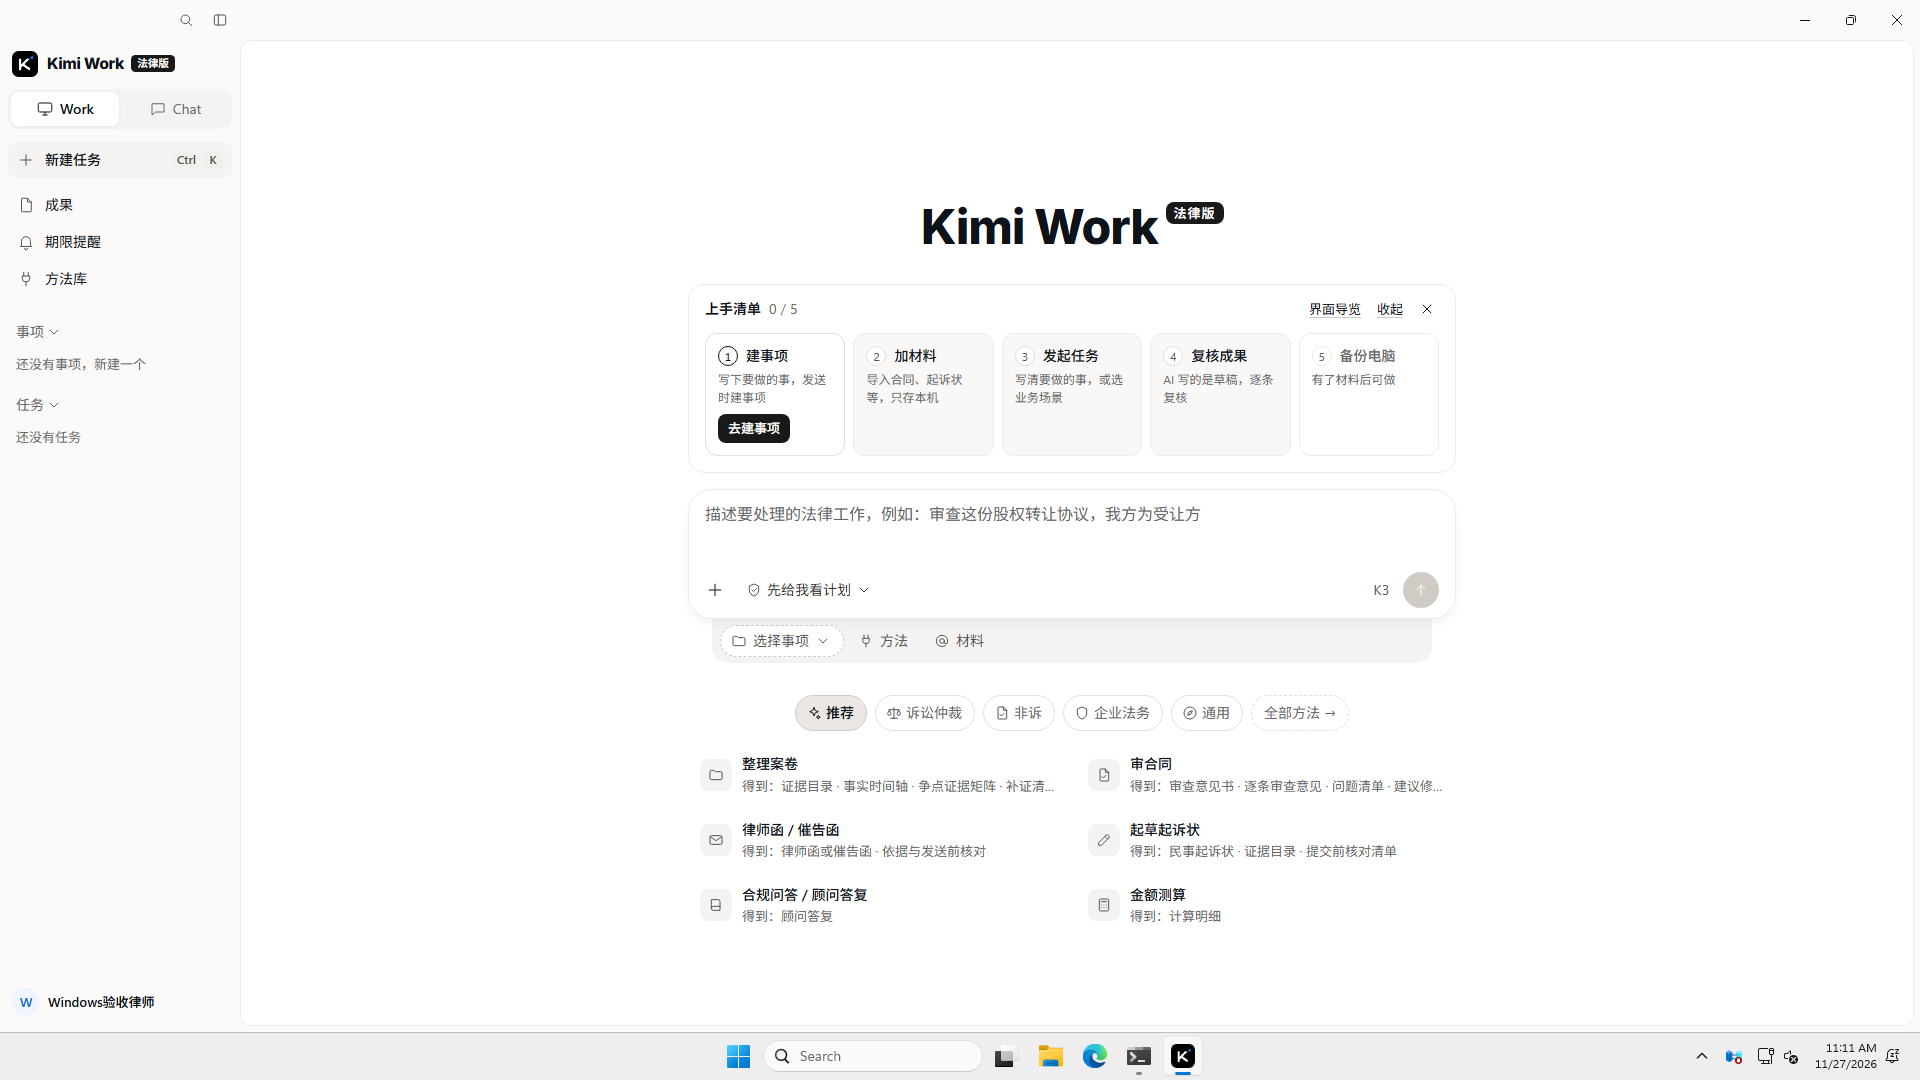 Kimi Work 法律版
Work
Chat
新建任务 Ctrl K
成果
期限提醒
方法库
事项
还没有事项，新建一个
任务
还没有任务
W Windows验收律师
Kimi Work 法律版
上手清单 0 / 5
界面导览 收起
1 建事项
写下要做的事，发送
时建事项
去建事项
2 加材料
导入合同、起诉状
等，只存本机
3 发起任务
写清要做的事，或选
业务场景
4 复核成果
AI 写的是草稿，逐条
复核
5 备份电脑
有了材料后可做
描述要处理的法律工作，例如：审查这份股权转让协议，我方为受让方
先给我看计划
K3
选择事项 方法 材料
推荐 诉讼仲裁 非诉 企业法务 通用 全部方法 →
整理案卷
得到：证据目录 · 事实时间轴 · 争点证据矩阵 · 补证清...
审合同
得到：审查意见书 · 逐条审查意见 · 问题清单 · 建议修...
律师函 / 催告函
得到：律师函或催告函 · 依据与发送前核对
起草起诉状
得到：民事起诉状 · 证据目录 · 提交前核对清单
合规问答 / 顾问答复
得到：顾问答复
金额测算
得到：计算明细
Search
11:11 AM
11/27/2026